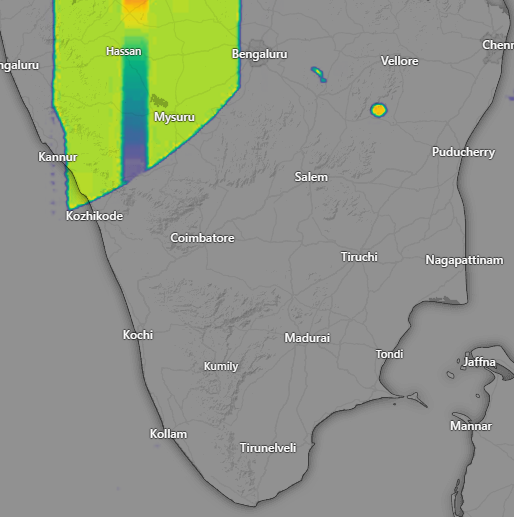 Hassan
Bengaluru
Chenn
ngaluru
Vellore
Mysuru
Kannur
Puducherry
Salem
Kozhikode
Coimbatore
Tiruchi
Nagapattinam
Kochi
Madurai
Tondi
Kumily
Jaffna
Kollam
Mannar
Tirunelveli